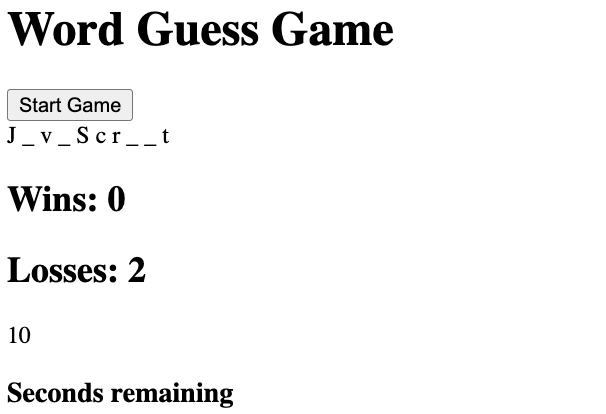 Word Guess Game
Start Game
J _ v _ S c r _ _ t
Wins: 0
Losses: 2
10
Seconds remaining